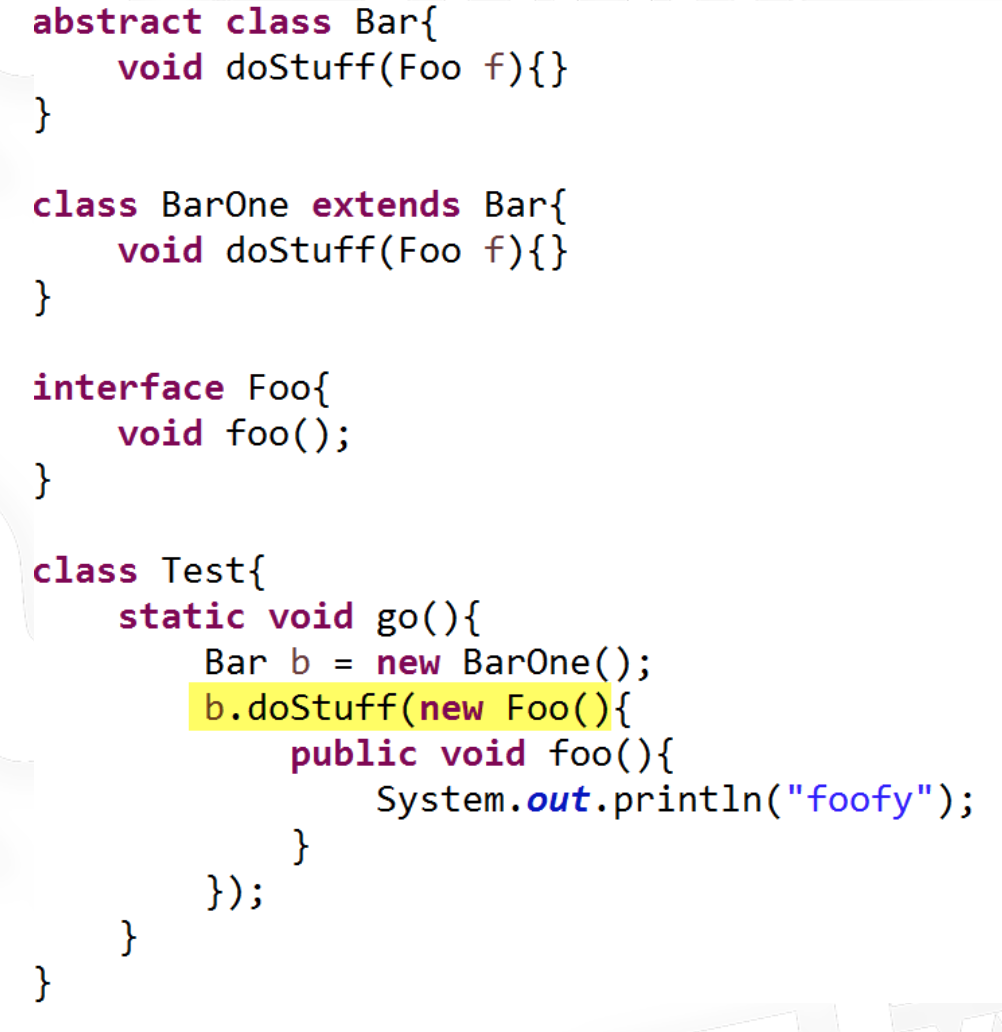 abstract class Bar{
    void doStuff(Foo f){}
}

class BarOne extends Bar{
    void doStuff(Foo f){}
}

interface Foo{
    void foo();
}

class Test{
    static void go(){
        Bar b = new BarOne();
        b.doStuff(new Foo(){
            public void foo(){
                System.out.println("foofy");
            }
        });
    }
}